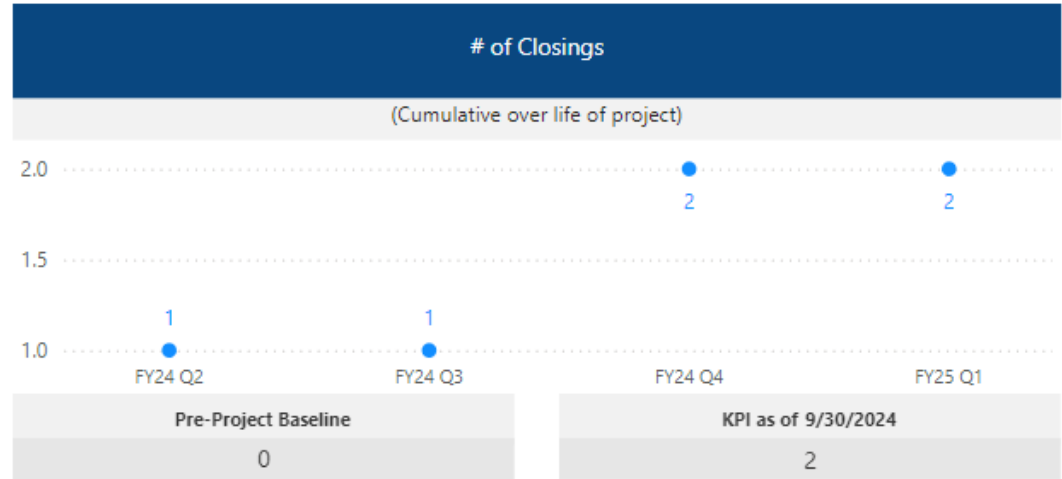 # of Closings
(Cumulative over life of project)
2.0
2 2
1.5
1 1
1.0
FY24 Q2 FY24 Q3 FY24 Q4 FY25 Q1
Pre-Project Baseline KPI as of 9/30/2024
0 2